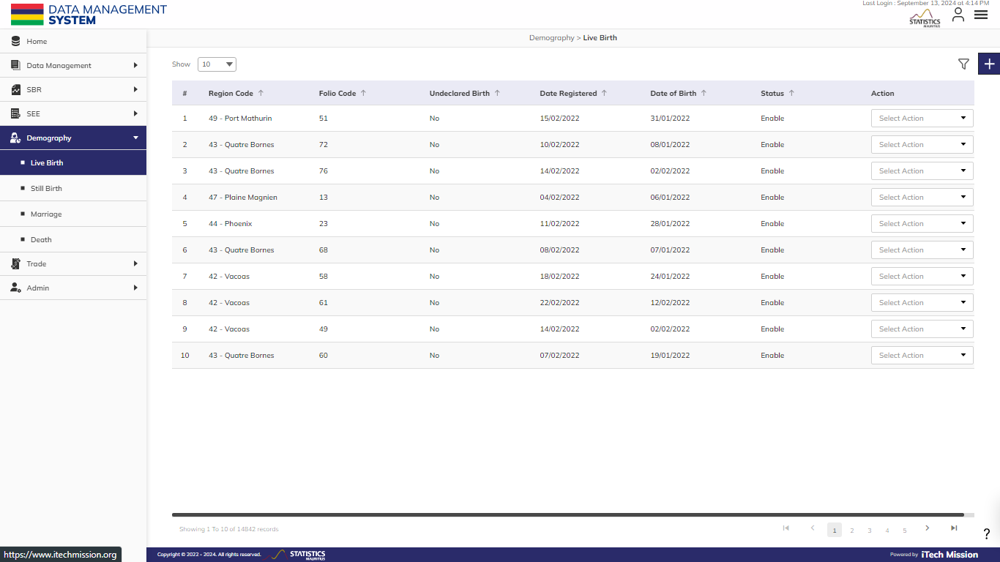 Last Login : September 13, 2024 at 4:14 PM
DATA MANAGEMENT
SYSTEM
STATISTICS
MAURITIUS
Home
Data Management
SBR
SEE
Demography
Live Birth
Still Birth
Marriage
Death
Trade
Admin
Demography > Live Birth
Show 10
# Region Code Folio Code Undeclared Birth Date Registered Date of Birth Status Action
1 49 - Port Mathurin 51 No 15/02/2022 31/01/2022 Enable Select Action
2 43 - Quatre Bornes 72 No 10/02/2022 08/01/2022 Enable Select Action
3 43 - Quatre Bornes 76 No 14/02/2022 02/02/2022 Enable Select Action
4 47 - Plaine Magnien 13 No 04/02/2022 06/01/2022 Enable Select Action
5 44 - Phoenix 23 No 11/02/2022 28/01/2022 Enable Select Action
6 43 - Quatre Bornes 68 No 08/02/2022 07/01/2022 Enable Select Action
7 42 - Vacoas 58 No 18/02/2022 24/01/2022 Enable Select Action
8 42 - Vacoas 61 No 22/02/2022 12/02/2022 Enable Select Action
9 42 - Vacoas 49 No 14/02/2022 02/02/2022 Enable Select Action
10 43 - Quatre Bornes 60 No 07/02/2022 19/01/2022 Enable Select Action
Showing 1 To 10 of 14842 records
1 2 3 4 5
?
https://www.itechmission.org
Copyright © 2022 - 2024. All rights reserved.
STATISTICS
MAURITIUS
Powered by iTech Mission